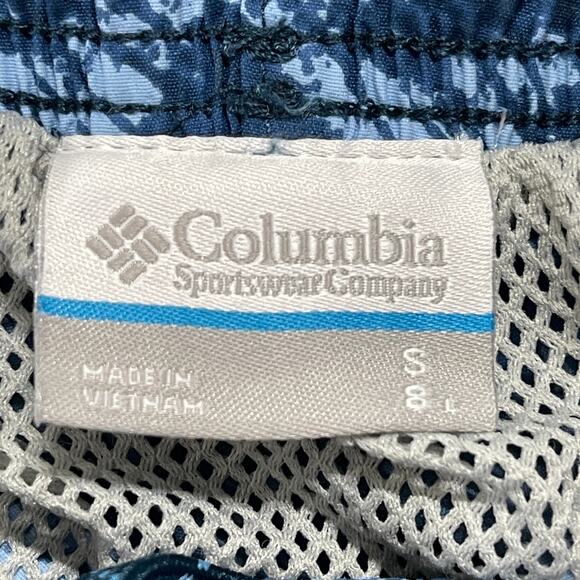 Columbia
Sportswear Company
MADE IN
VIETNAM
S
8 L